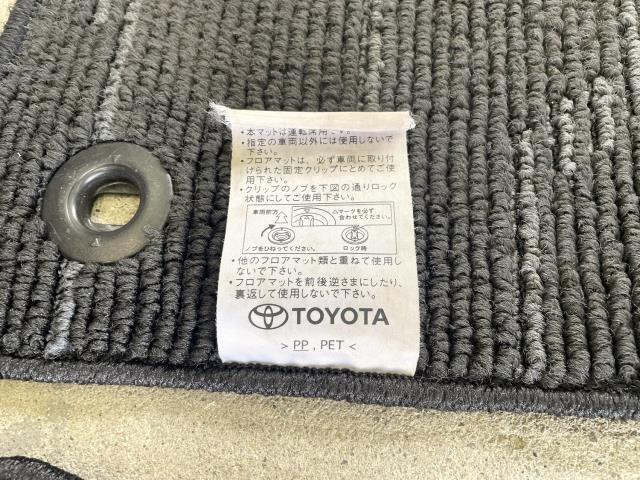 ・本マットは運転席用です。
・指定の車両以外には使用しないで
下さい。
・フロアマットは、必ず車両に取り付
けられた固定クリップにとめてご使
用下さい。
・クリップのノブを下図の通りロック
状態にしてご使用下さい。
車両前方
△マークを必ず
合わせてください。
ノブをひねってください。
ロック時
・他のフロアマット類と重ねて使用し
ないで下さい。
・フロアマットを前後逆さまにしたり、
裏返して使用しないで下さい。
TOYOTA
> PP , PET <